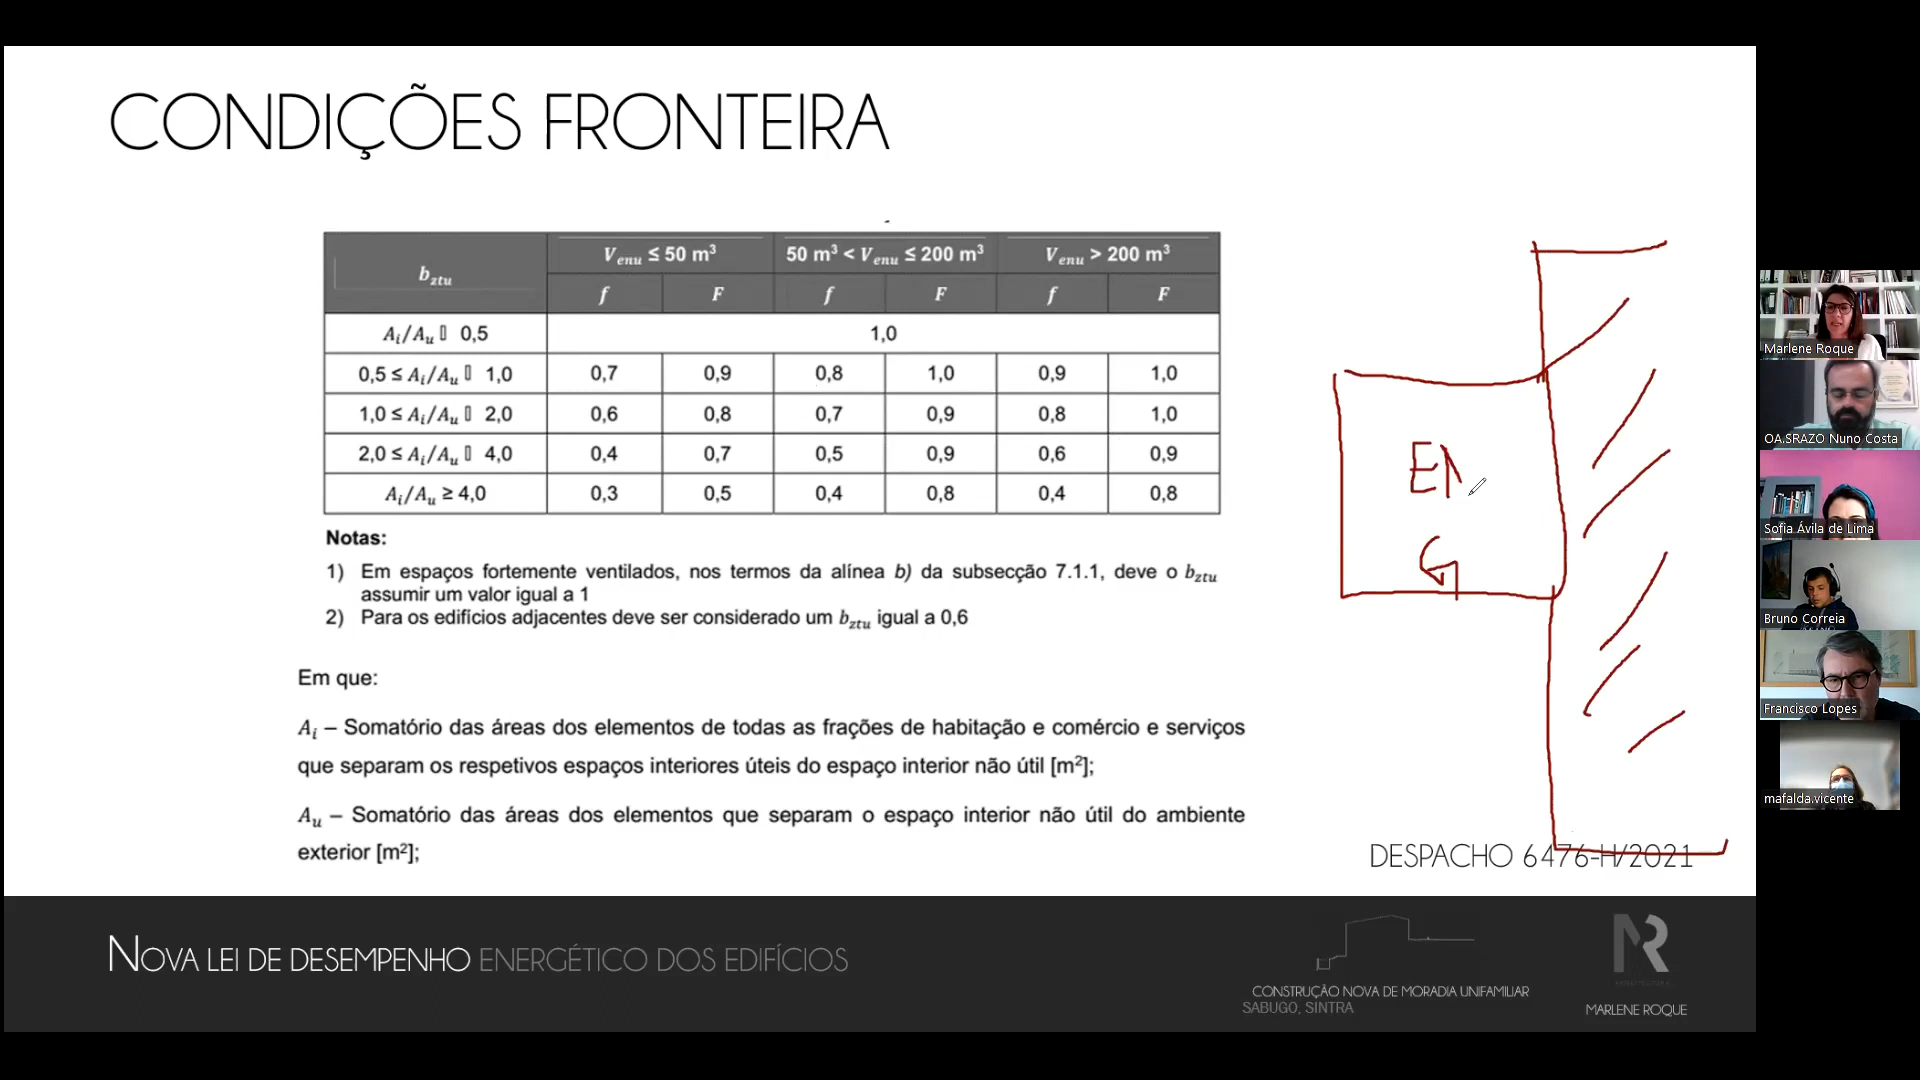 CONDIÇÕES FRONTEIRA
b_ztu V_enu ≤ 50 m³ 50 m³ < V_enu ≤ 200 m³ V_enu > 200 m³
f F f F f F
A_i/A_u 0,5 1,0
0,5 ≤ A_i/A_u 1,0 0,7 0,9 0,8 1,0 0,9 1,0
1,0 ≤ A_i/A_u 2,0 0,6 0,8 0,7 0,9 0,8 1,0
2,0 ≤ A_i/A_u 4,0 0,4 0,7 0,5 0,9 0,6 0,9
A_i/A_u ≥ 4,0 0,3 0,5 0,4 0,8 0,4 0,8
Notas:
1) Em espaços fortemente ventilados, nos termos da alínea b) da subsecção 7.1.1, deve o b_ztu
assumir um valor igual a 1
2) Para os edifícios adjacentes deve ser considerado um b_ztu igual a 0,6
Em que:
A_i – Somatório das áreas dos elementos de todas as frações de habitação e comércio e serviços
que separam os respetivos espaços interiores úteis do espaço interior não útil [m²];
A_u – Somatório das áreas dos elementos que separam o espaço interior não útil do ambiente
exterior [m²];
EN
DESPACHO 6476-H/2021
NOVA LEI DE DESEMPENHO ENERGÉTICO DOS EDIFÍCIOS
CONSTRUÇÃO NOVA DE MORADIA UNIFAMILIAR
SABUGO, SINTRA
MR
MARLENE ROQUE
Marlene Roque
OA.SRAZO Nuno Costa
Sofia Ávila de Lima
Bruno Correia
Francisco Lopes
mafalda.vicente